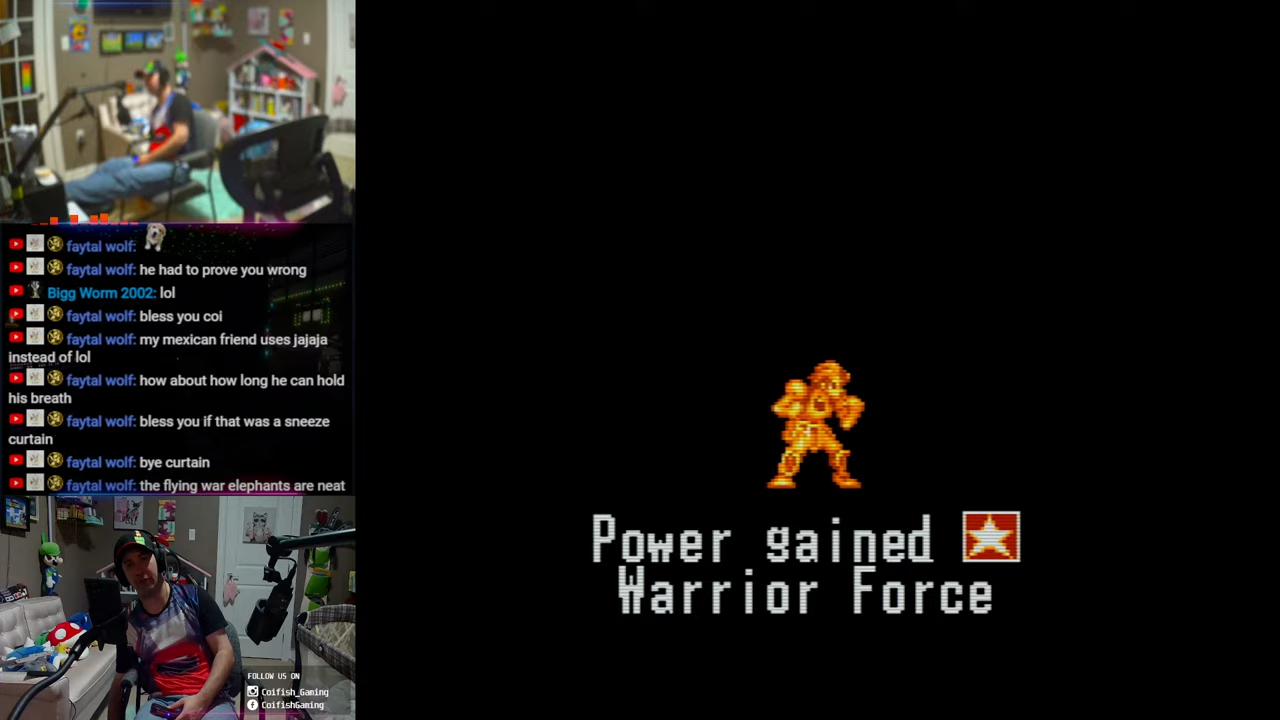 faytal wolf:
faytal wolf: he had to prove you wrong
Bigg Worm 2002: lol
faytal wolf: bless you coi
faytal wolf: my mexican friend uses jajaja
instead of lol
faytal wolf: how about how long he can hold
his breath
faytal wolf: bless you if that was a sneeze
curtain
faytal wolf: bye curtain
faytal wolf: the flying war elephants are neat
FOLLOW US ON
Coifish_Gaming
CoifishGaming
Power gained
Warrior Force